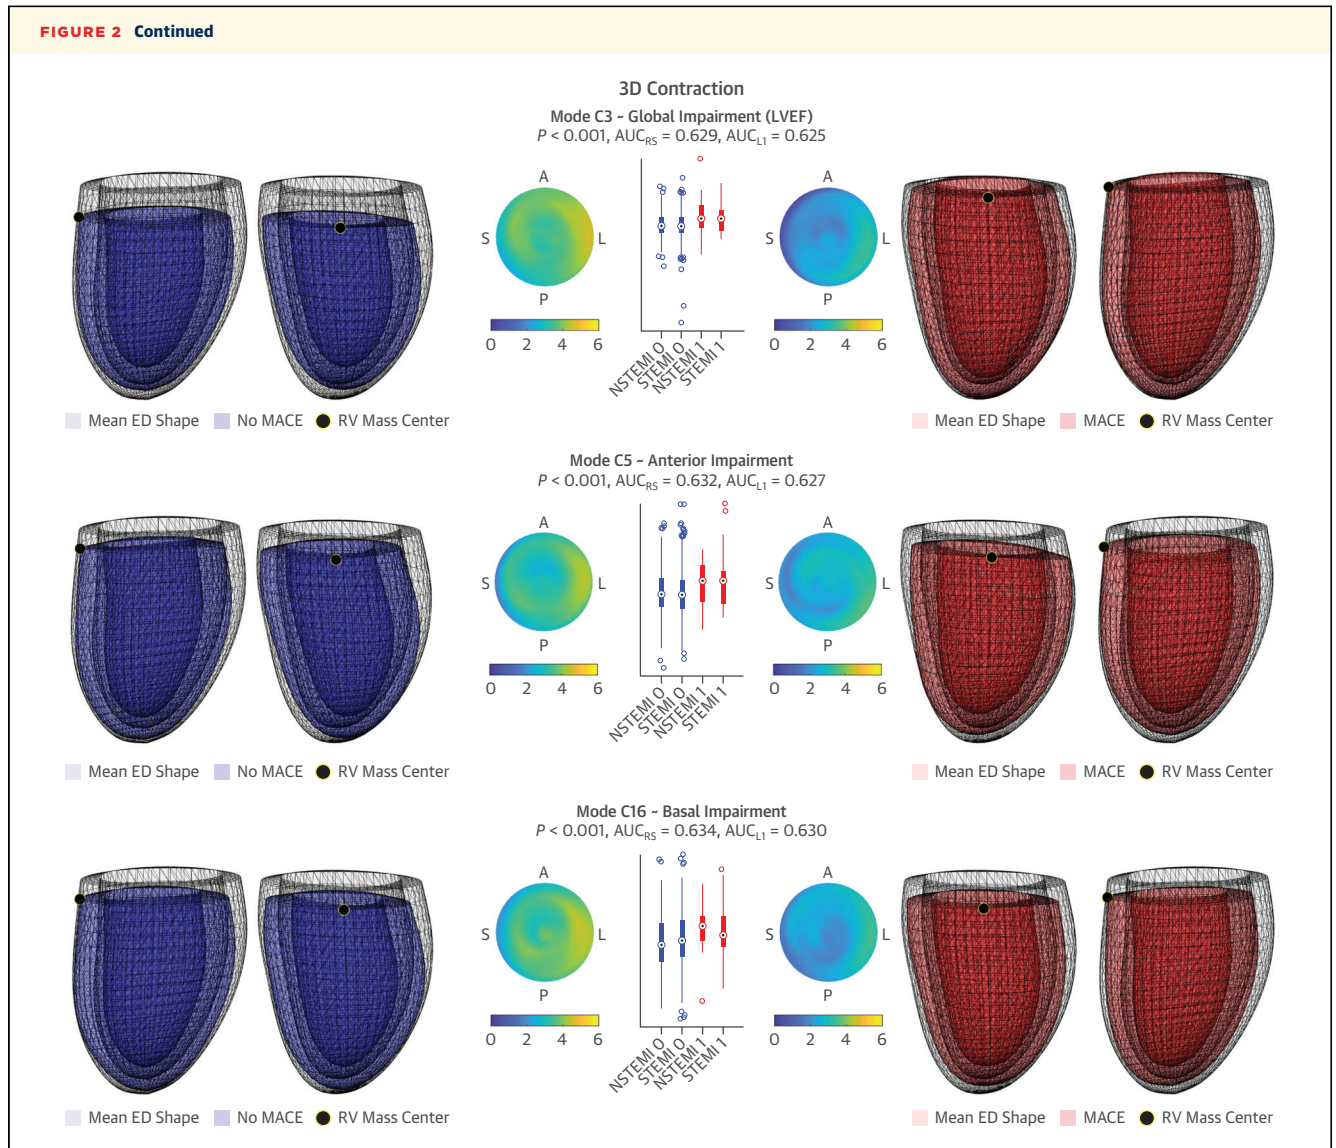 FIGURE 2 Continued
3D Contraction
Mode C3 ~ Global Impairment (LVEF)
P < 0.001, AUCRS = 0.629, AUCL1 = 0.625
A
S
L
P
0 2 4 6
NSTEMI 0
STEMI 0
NSTEMI 1
STEMI 1
A
S
L
P
0 2 4 6
Mean ED Shape No MACE RV Mass Center
Mean ED Shape MACE RV Mass Center
Mode C5 ~ Anterior Impairment
P < 0.001, AUCRS = 0.632, AUCL1 = 0.627
A
S
L
P
0 2 4 6
NSTEMI 0
STEMI 0
NSTEMI 1
STEMI 1
A
S
L
P
0 2 4 6
Mean ED Shape No MACE RV Mass Center
Mean ED Shape MACE RV Mass Center
Mode C16 ~ Basal Impairment
P < 0.001, AUCRS = 0.634, AUCL1 = 0.630
A
S
L
P
0 2 4 6
NSTEMI 0
STEMI 0
NSTEMI 1
STEMI 1
A
S
L
P
0 2 4 6
Mean ED Shape No MACE RV Mass Center
Mean ED Shape MACE RV Mass Center